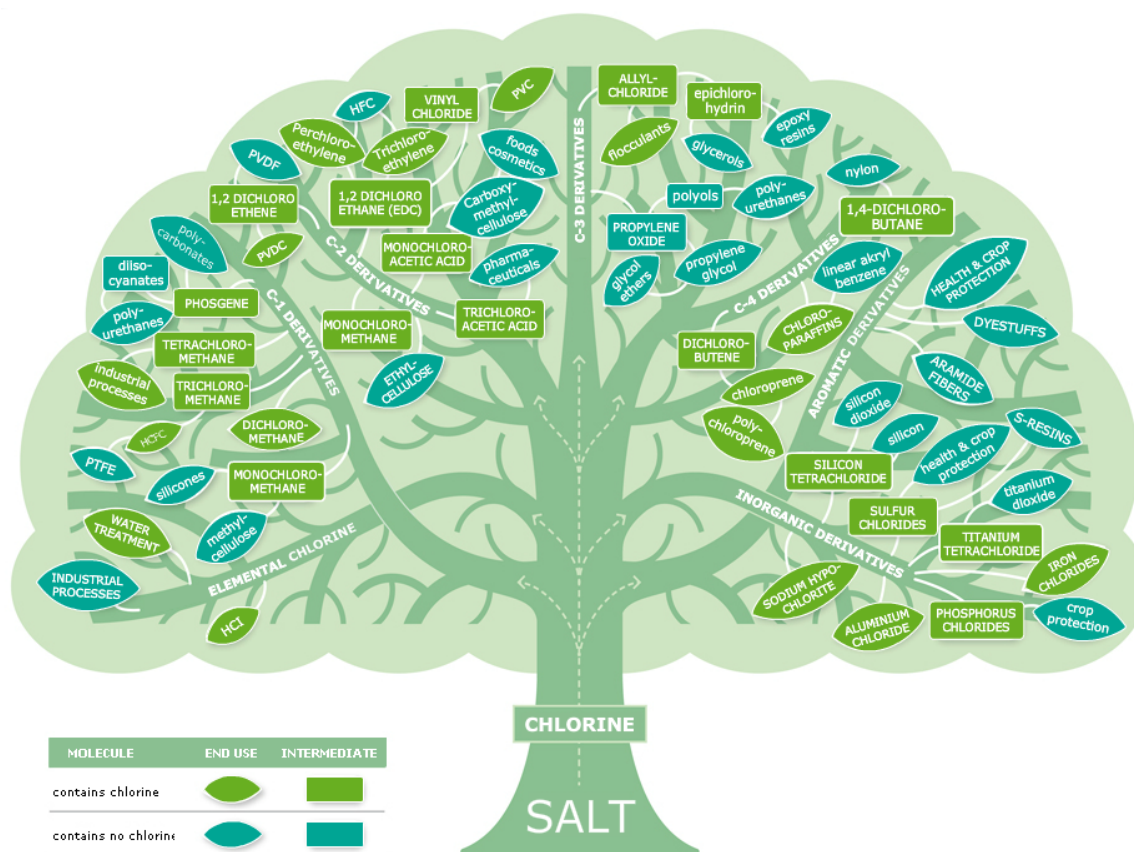 PVC
HFC
VINYL
CHLORIDE
Perchloro-
ethylene
Trichloro-
ethylene
foods
cosmetics
PVDF
1,2 DICHLORO
ETHENE
1,2 DICHLORO
ETHANE (EDC)
Carboxy-
methyl-
cellulose
PVDC
MONOCHLORO-
ACETIC ACID
pharma-
ceuticals
TRICHLORO-
ACETIC ACID
C-2 DERIVATIVES
MONOCHLORO-
METHANE
ETHYL-
CELLULOSE
poly-
carbonates
diiso-
cyanates
PHOSGENE
poly-
urethanes
TETRACHLORO-
METHANE
industrial
processes
TRICHLORO-
METHANE
C-1 DERIVATIVES
HCFC
DICHLORO-
METHANE
PTFE
silicones
MONOCHLORO-
METHANE
methyl-
cellulose
WATER
TREATMENT
INDUSTRIAL
PROCESSES
ELEMENTAL CHLORINE
HCl
C-3 DERIVATIVES
ALLYL-
CHLORIDE
epichloro-
hydrin
flocculants
glycerols
epoxy
resins
polyols
poly-
urethanes
PROPYLENE
OXIDE
glycol
ethers
propylene
glycol
nylon
1,4-DICHLORO-
BUTANE
C-4 DERIVATIVES
linear akryl
benzene
CHLORO-
PARAFFINS
DICHLORO-
BUTENE
chloroprene
poly-
chloroprene
HEALTH & CROP
PROTECTION
DYESTUFFS
ARAMIDE
FIBERS
AROMATIC DERIVATIVES
silicon
dioxide
silicon
health & crop
protection
S-RESINS
titanium
dioxide
SILICON
TETRACHLORIDE
SULFUR
CHLORIDES
TITANIUM
TETRACHLORIDE
INORGANIC DERIVATIVES
SODIUM HYPO-
CHLORITE
ALUMINIUM
CHLORIDE
PHOSPHORUS
CHLORIDES
IRON
CHLORIDES
crop
protection
CHLORINE
SALT
MOLECULE END USE INTERMEDIATE
contains chlorine
contains no chlorine